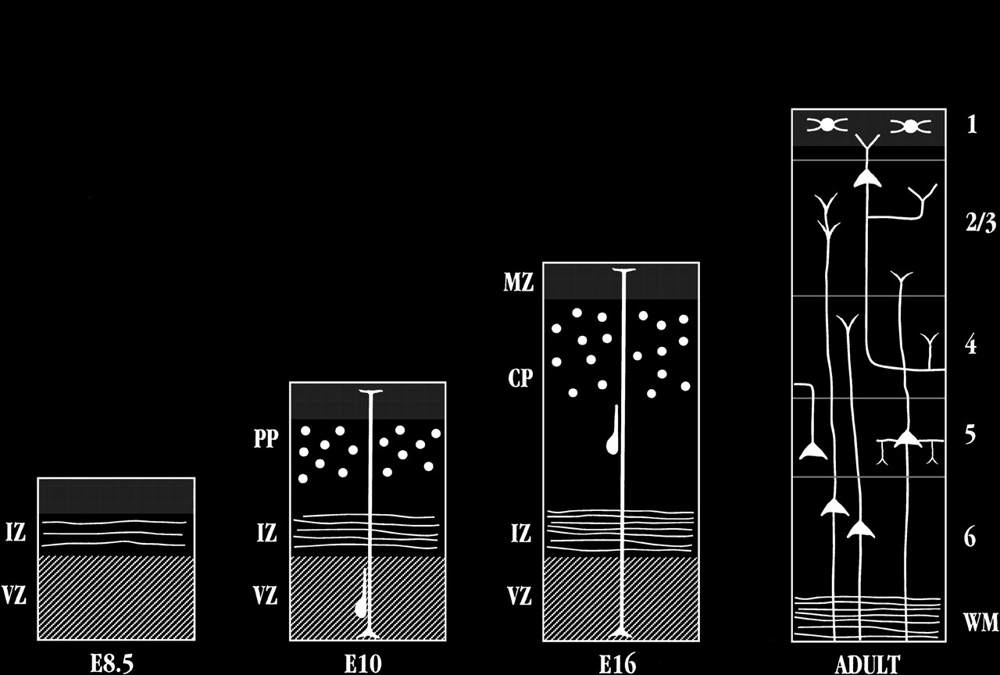 IZ
VZ
E8.5
PP
IZ
VZ
E10
MZ
CP
IZ
VZ
E16
1
2/3
4
5
6
WM
ADULT